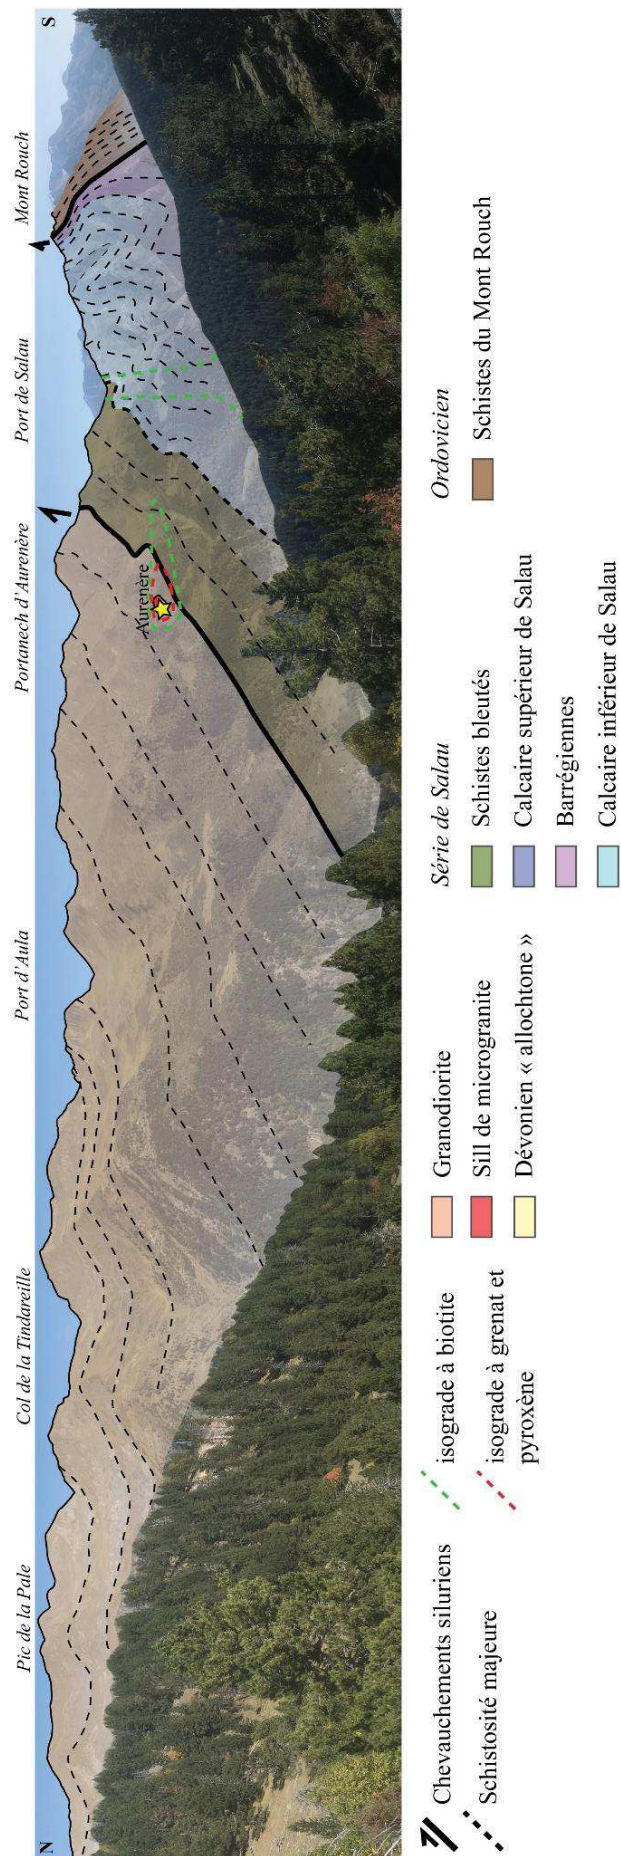 N
Pic de la Pale
Col de la Tindareille
Port d'Aula
Portanech d'Aurenère
Port de Salau
Mont Rouch
S
Aurenère
Chevauchements siluriens
Schistosité majeure
isograde à biotite
isograde à grenat et
pyroxène
Granodiorite
Sill de microgranite
Dévonien « allochtone »
Série de Salau
Schistes bleutés
Calcaire supérieur de Salau
Barrégiennes
Calcaire inférieur de Salau
Ordovicien
Schistes du Mont Rouch